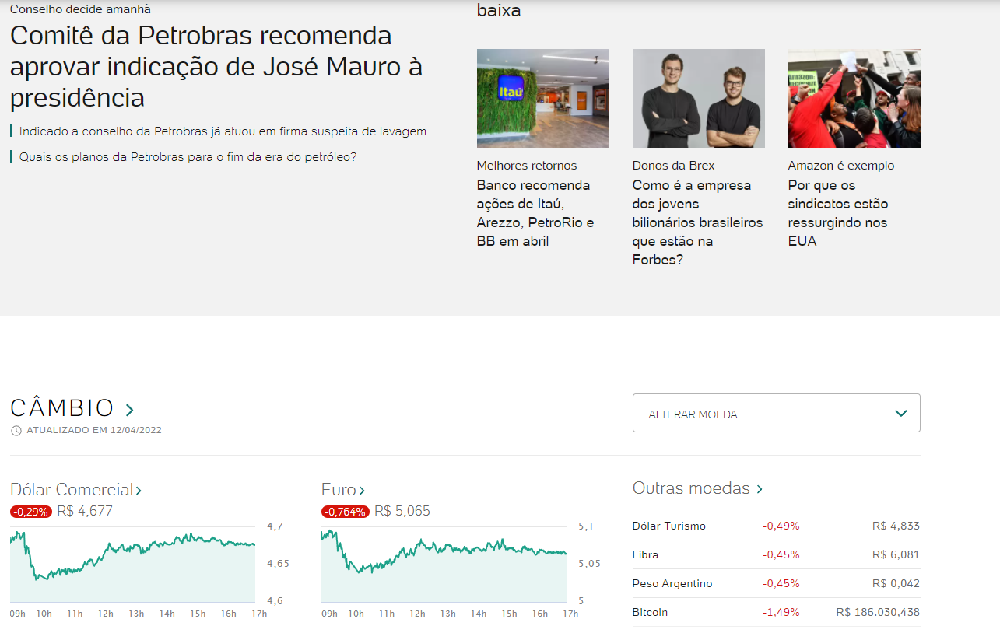 Conselho decide amanhã
Comitê da Petrobras recomenda
aprovar indicação de José Mauro à
presidência
Indicado a conselho da Petrobras já atuou em firma suspeita de lavagem
Quais os planos da Petrobras para o fim da era do petróleo?
baixa
Itaú
Melhores retornos
Banco recomenda
ações de Itaú,
Arezzo, PetroRio e
BB em abril
Donos da Brex
Como é a empresa
dos jovens
bilionários brasileiros
que estão na
Forbes?
Amazon é exemplo
Por que os
sindicatos estão
ressurgindo nos
EUA
CÂMBIO
ATUALIZADO EM 12/04/2022
ALTERAR MOEDA
Dólar Comercial
-0,29% R$ 4,677
4,7
4,65
4,6
09h 10h 11h 12h 13h 14h 15h 16h 17h
Euro
-0,764% R$ 5,065
5,1
5,05
5
09h 10h 11h 12h 13h 14h 15h 16h 17h
Outras moedas
Dólar Turismo -0,49% R$ 4,833
Libra -0,45% R$ 6,081
Peso Argentino -0,45% R$ 0,042
Bitcoin -1,49% R$ 186.030,438